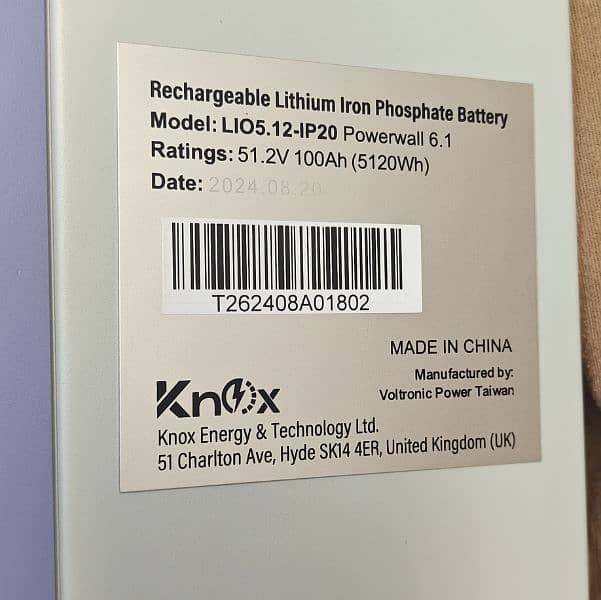 Rechargeable Lithium Iron Phosphate Battery
Model: LIO5.12-IP20 Powerwall 6.1
Ratings: 51.2V 100Ah (5120Wh)
Date: 2024.08.20
T262408A01802
MADE IN CHINA
Manufactured by:
Voltronic Power Taiwan
Knox
Knox Energy & Technology Ltd.
51 Charlton Ave, Hyde SK14 4ER, United Kingdom (UK)